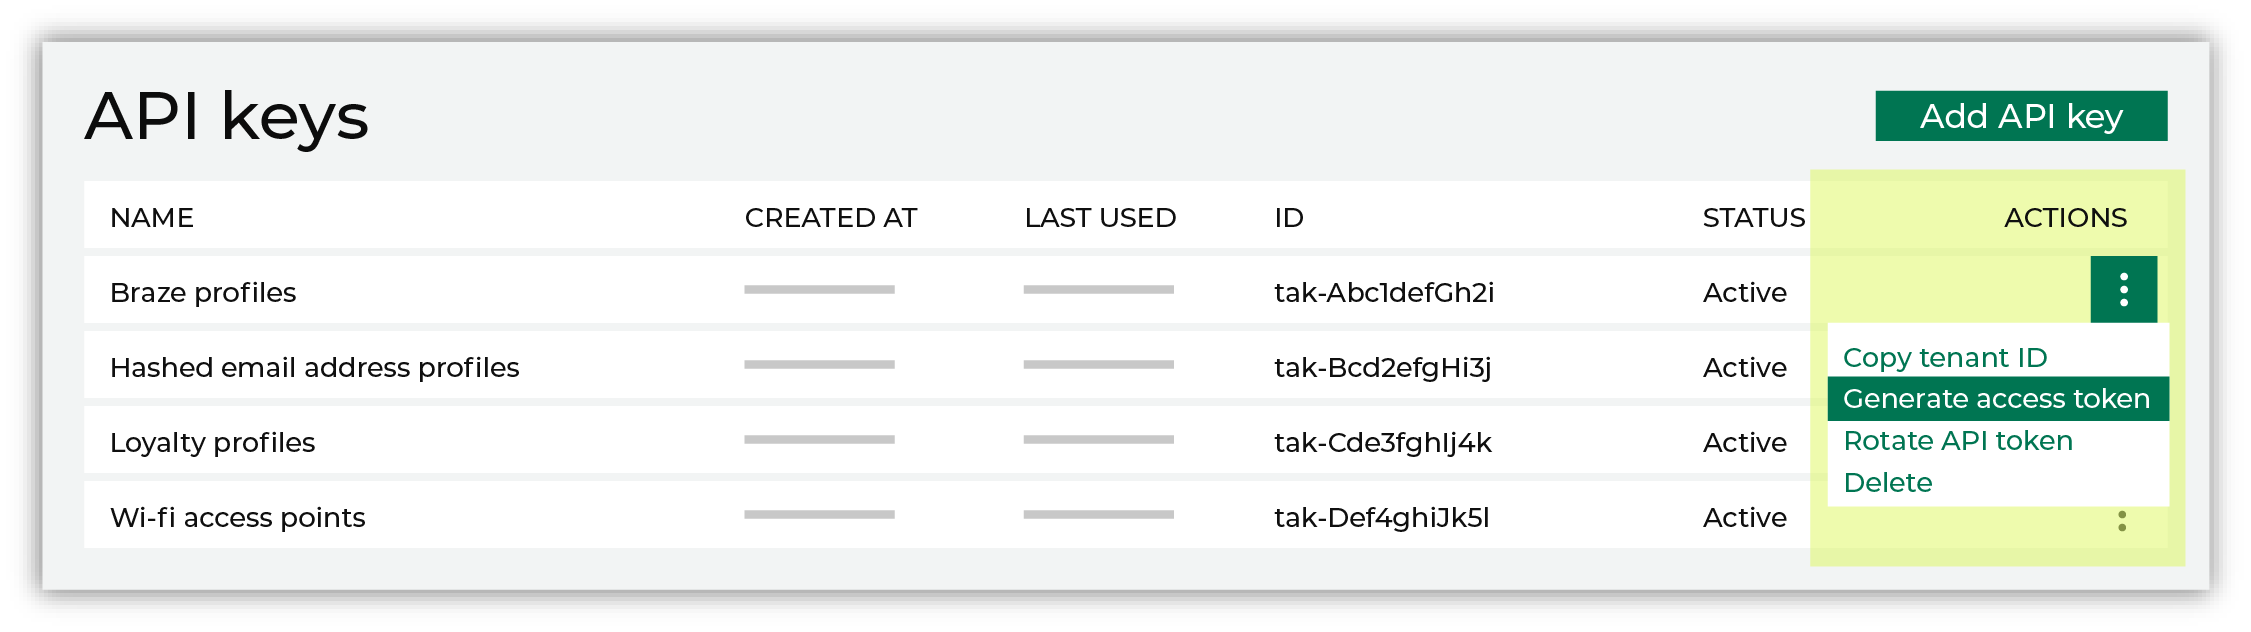 API keys
Add API key
NAME CREATED AT LAST USED ID STATUS ACTIONS
Braze profiles tak-Abc1defGh2i Active
Copy tenant ID
Hashed email address profiles tak-Bcd2efgHi3j Active
Generate access token
Loyalty profiles tak-Cde3fghIj4k Active
Rotate API token
Delete
Wi-fi access points tak-Def4ghiJk5l Active